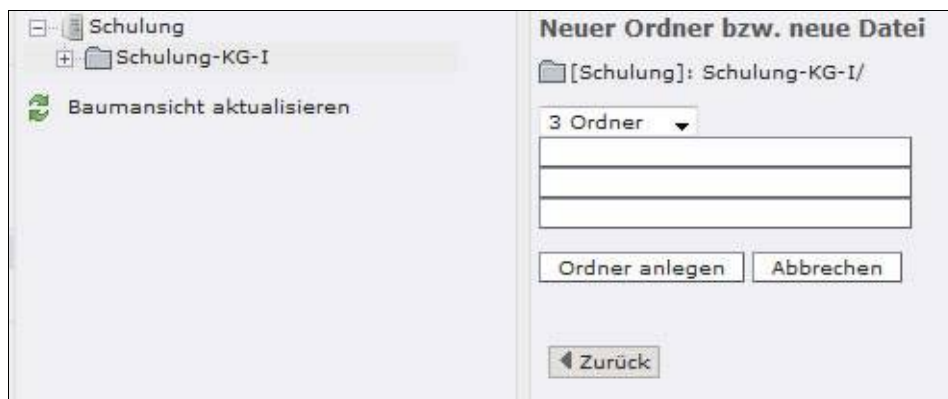 Schulung
Schulung-KG-I
Baumansicht aktualisieren
Neuer Ordner bzw. neue Datei
[Schulung]: Schulung-KG-I/
3 Ordner
Ordner anlegen
Abbrechen
Zurück